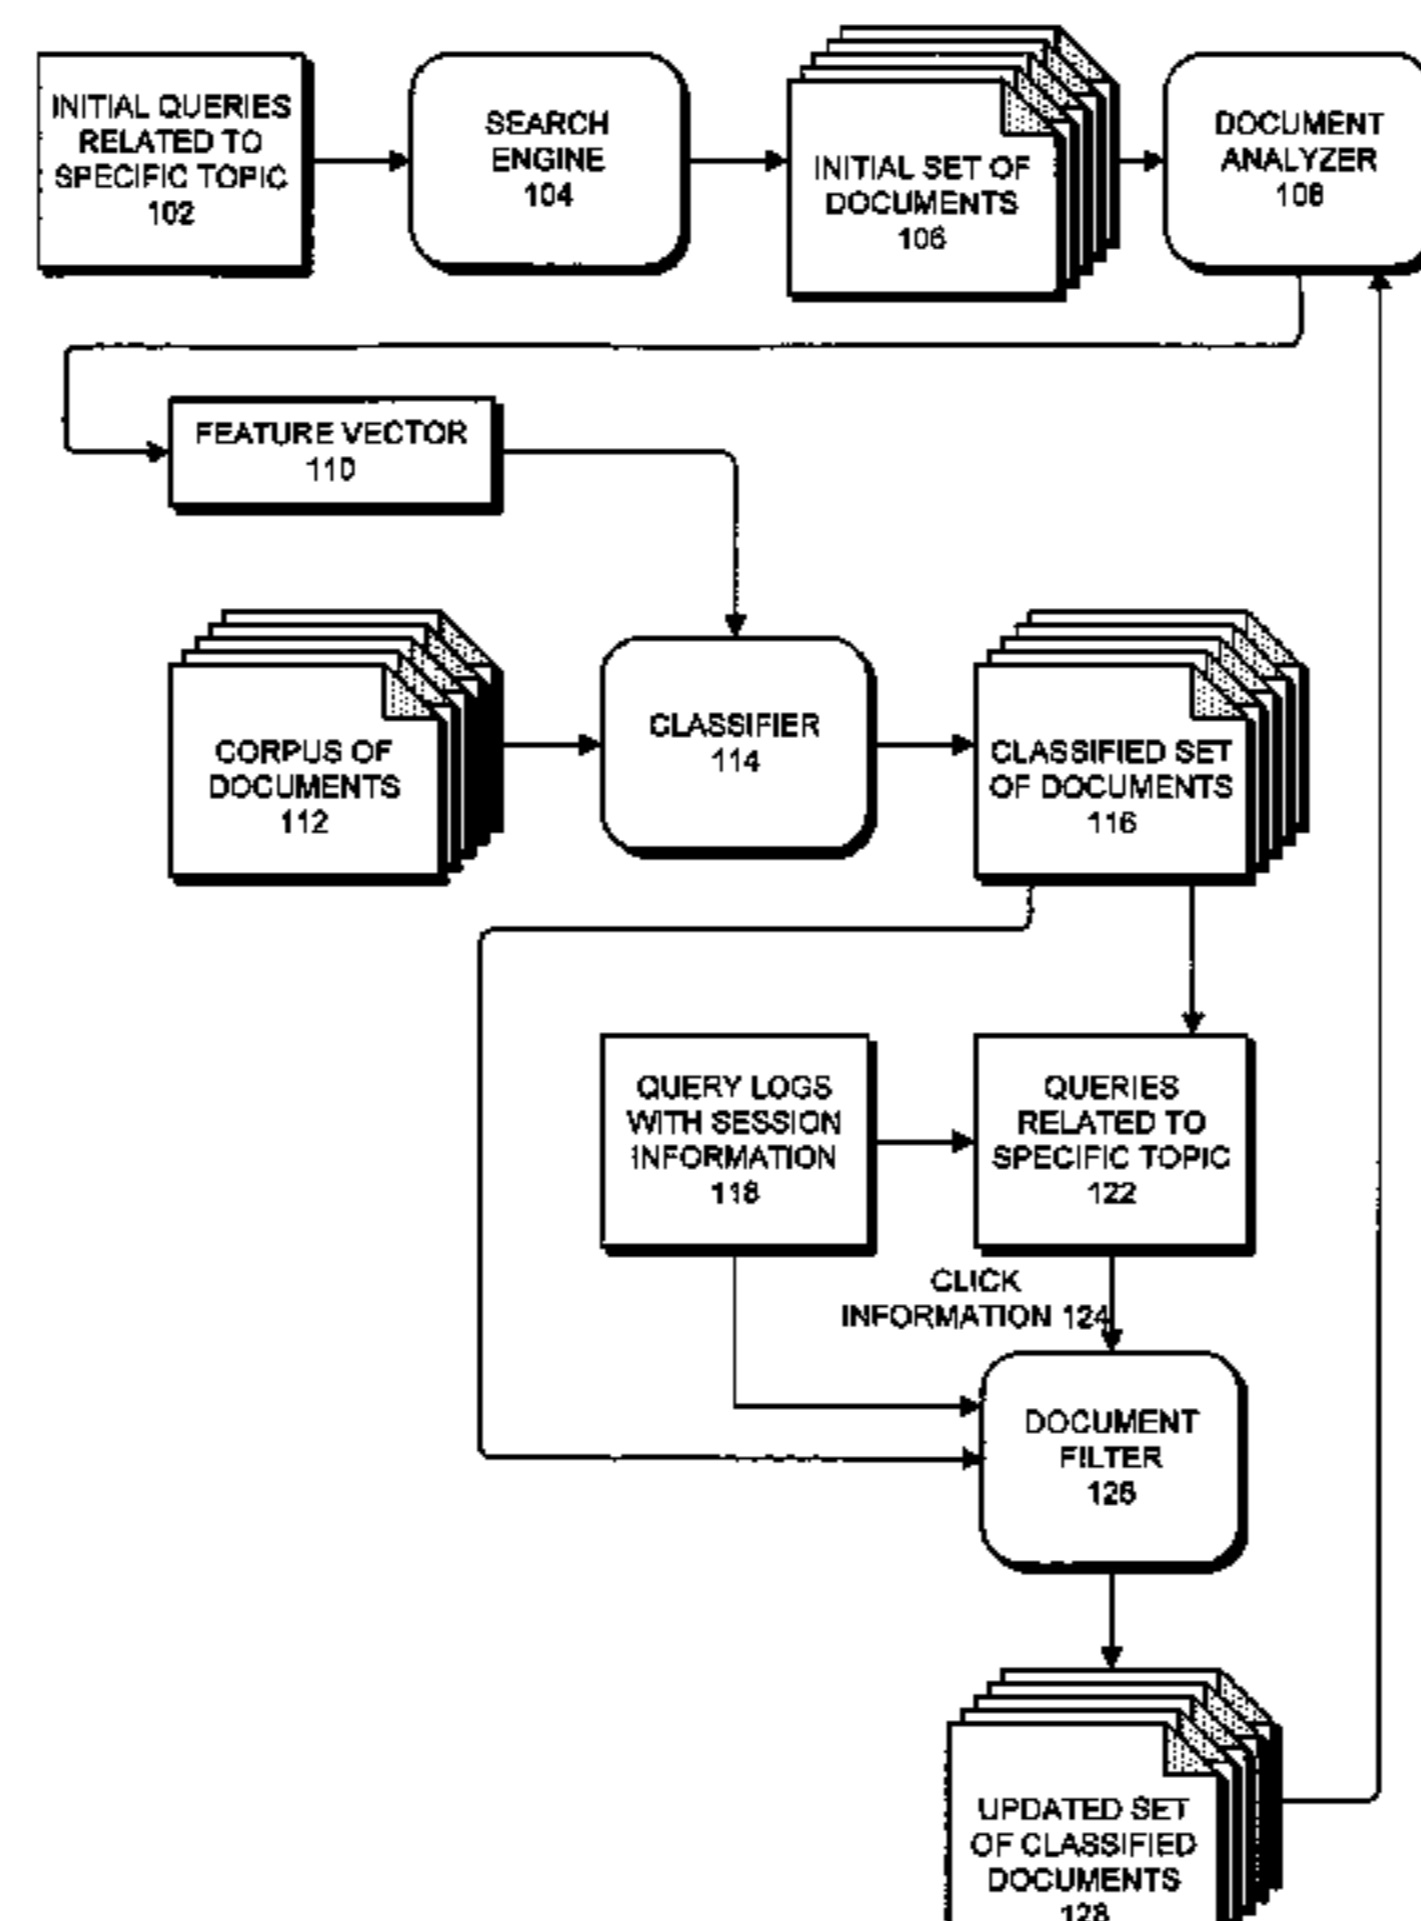 INITIAL QUERIES
RELATED TO
SPECIFIC TOPIC
102
SEARCH
ENGINE
104
INITIAL SET OF
DOCUMENTS
106
DOCUMENT
ANALYZER
108
FEATURE VECTOR
110
CORPUS OF
DOCUMENTS
112
CLASSIFIER
114
CLASSIFIED SET
OF DOCUMENTS
116
QUERY LOGS
WITH SESSION
INFORMATION
118
QUERIES
RELATED TO
SPECIFIC TOPIC
122
CLICK
INFORMATION 124
DOCUMENT
FILTER
126
UPDATED SET
OF CLASSIFIED
DOCUMENTS
128